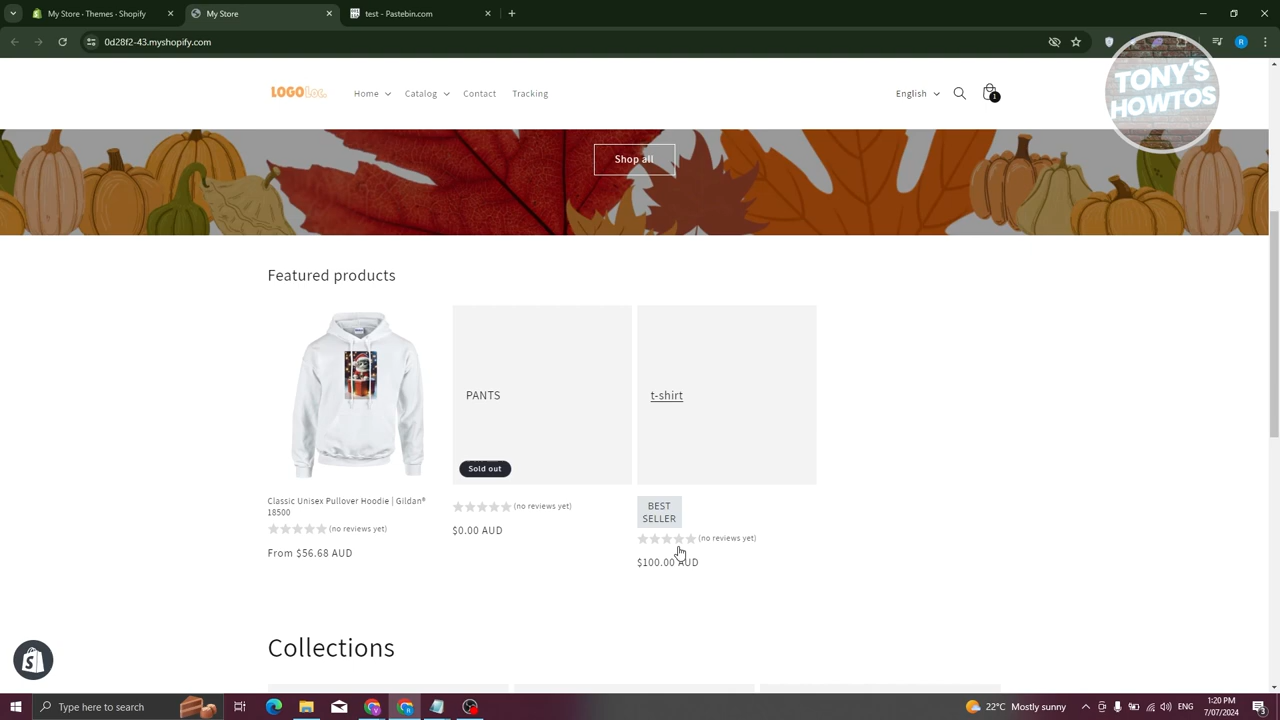 My Store · Themes · Shopify
My Store
test - Pastebin.com
0d28f2-43.myshopify.com
R
TONY'S
HOWTOS
LOGO Loc.
Home
Catalog
Contact
Tracking
English
1
Shop all
Featured products
PANTS
t-shirt
Sold out
Classic Unisex Pullover Hoodie | Gildan®
18500
(no reviews yet)
From $56.68 AUD
(no reviews yet)
$0.00 AUD
BEST
SELLER
(no reviews yet)
$100.00 AUD
Collections
Type here to search
22°C Mostly sunny
ENG
1:20 PM
7/07/2024
3